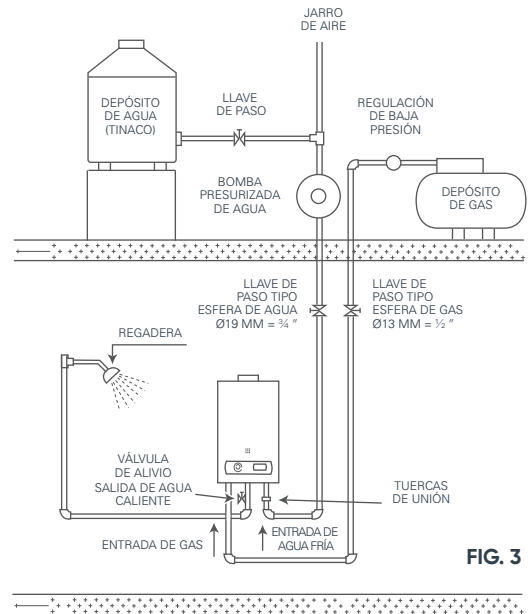 JARRO
DE AIRE
DEPÓSITO
DE AGUA
(TINACO)
LLAVE
DE PASO
REGULACIÓN
DE BAJA
PRESIÓN
BOMBA
PRESURIZADA
DE AGUA
DEPÓSITO
DE GAS
LLAVE DE
PASO TIPO
ESFERA DE AGUA
Ø19 MM = ¾ "
LLAVE DE
PASO TIPO
ESFERA DE GAS
Ø13 MM = ½ "
REGADERA
VÁLVULA
DE ALIVIO
SALIDA DE AGUA
CALIENTE
TUERCAS
DE UNIÓN
ENTRADA DE GAS
ENTRADA DE
AGUA FRÍA
FIG. 3